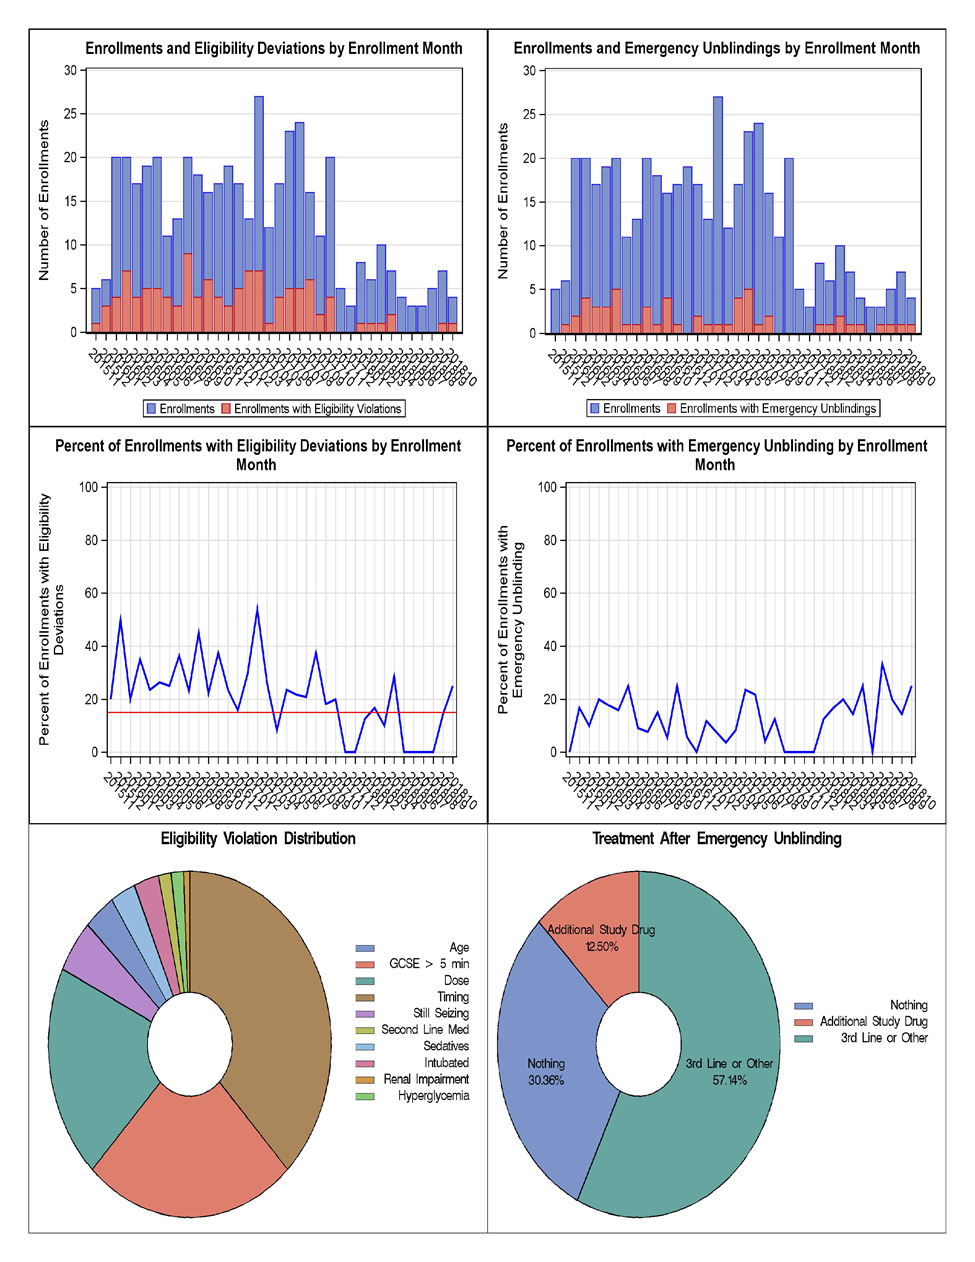 Enrollments and Eligibility Deviations by Enrollment Month
Number of Enrollments
30
25
20
15
10
5
0
Enrollments
Enrollments with Eligibility Violations
Enrollments and Emergency Unblindings by Enrollment Month
Number of Enrollments
30
25
20
15
10
5
0
Enrollments
Enrollments with Emergency Unblindings
Percent of Enrollments with Eligibility Deviations by Enrollment
Month
Percent of Enrollments with Eligibility
Deviations
100
80
60
40
20
0
Percent of Enrollments with Emergency Unblinding by Enrollment
Month
Percent of Enrollments with
Emergency Unblinding
100
80
60
40
20
0
Eligibility Violation Distribution
Age
GCSE > 5 min
Dose
Timing
Still Seizing
Second Line Med
Sedatives
Intubated
Renal Impairment
Hyperglycemia
Treatment After Emergency Unblinding
Additional Study Drug
12.50%
Nothing
30.36%
3rd Line or Other
57.14%
Nothing
Additional Study Drug
3rd Line or Other